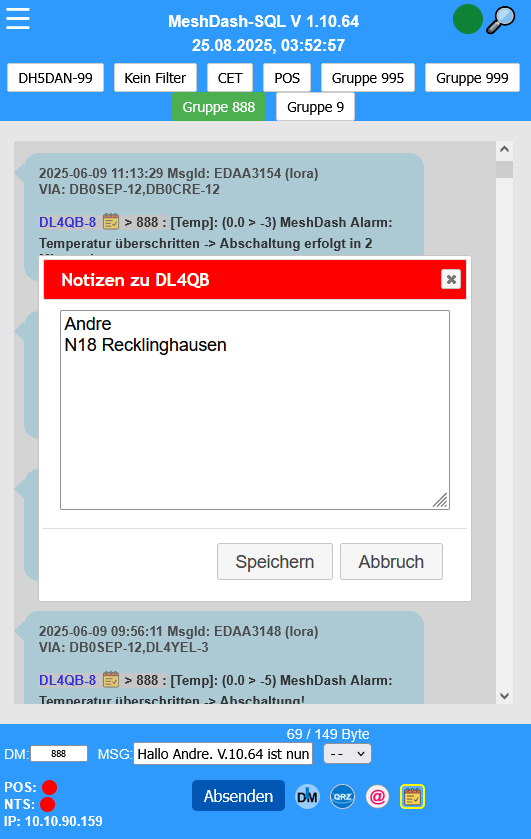 MeshDash-SQL V 1.10.64
25.08.2025, 03:52:57
DH5DAN-99 Kein Filter CET POS Gruppe 995 Gruppe 999
Gruppe 888 Gruppe 9
2025-06-09 11:13:29 MsgId: EDAA3154 (lora)
VIA: DB0SEP-12,DB0CRE-12
DL4QB-8 > 888 : [Temp]: (0.0 > -3) MeshDash Alarm:
Temperatur überschritten -> Abschaltung erfolgt in 2
Notizen zu DL4QB
Andre
N18 Recklinghausen
Speichern Abbruch
2025-06-09 09:56:11 MsgId: EDAA3148 (lora)
VIA: DB0SEP-12,DL4YEL-3
DL4QB-8 > 888 : [Temp]: (0.0 > -5) MeshDash Alarm:
Temperatur überschritten -> Abschaltung!
69 / 149 Byte
DM: 888 MSG: Hallo Andre. V.10.64 ist nun --
POS:
NTS:
IP: 10.10.90.159
Absenden DM QRZ @